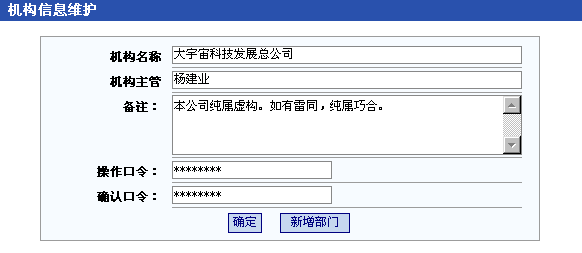 机构信息维护
机构名称 大宇宙科技发展总公司
机构主管 杨建业
备注： 本公司纯属虚构。如有雷同，纯属巧合。
操作口令： ********
确认口令： ********
确定 新增部门